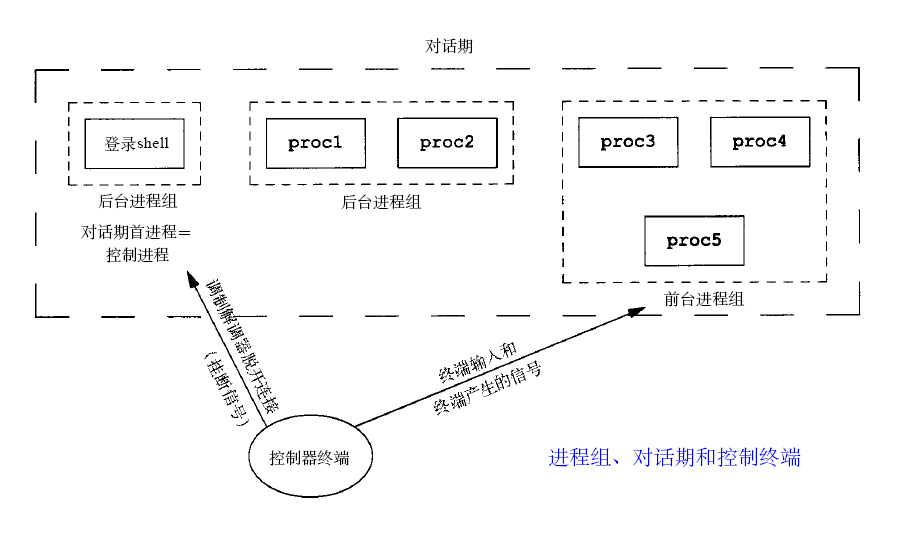 对话期
登录shell
proc1
proc2
proc3
proc4
proc5
后台进程组
后台进程组
对话期首进程=
控制进程
前台进程组
调制解调器脱开连接
(挂断信号)
终端输入和
终端产生的信号
控制器终端
进程组、对话期和控制终端